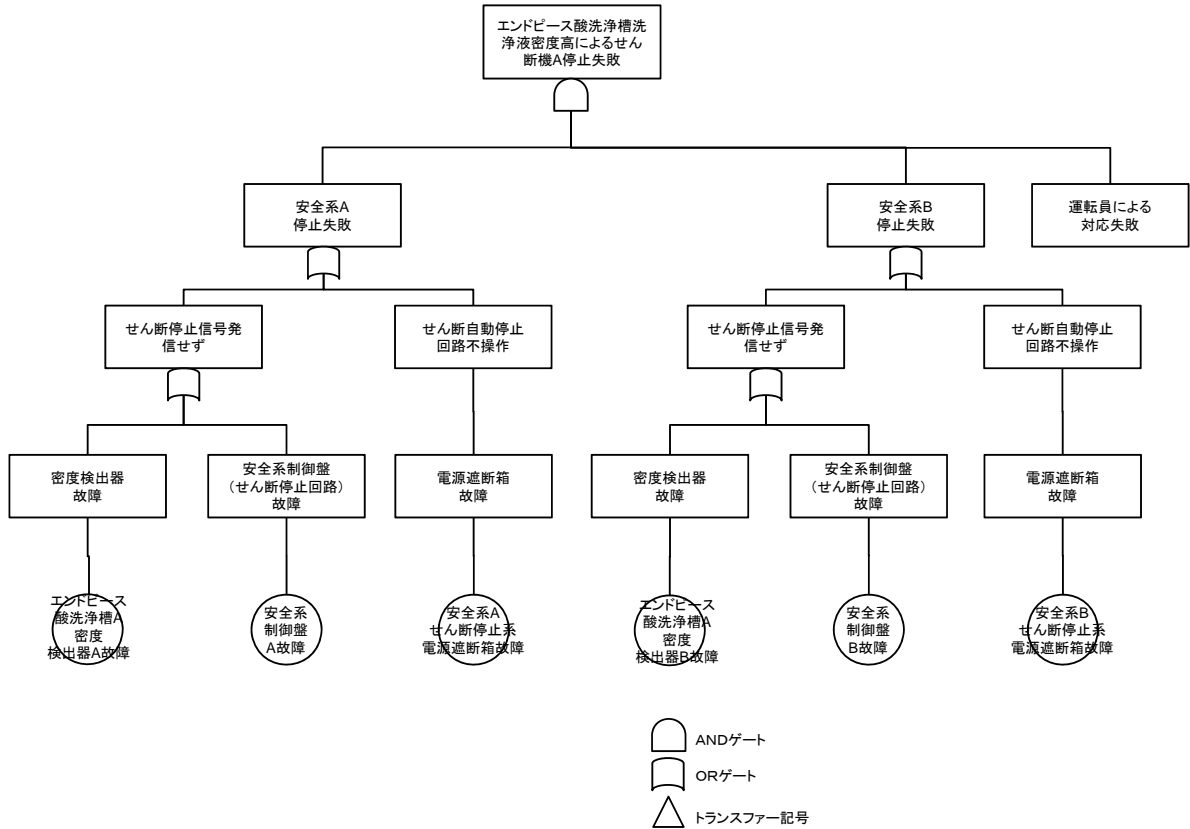 エンドピース酸洗浄槽洗
浄液密度高によるせん
断機A停止失敗
安全系A
停止失敗
安全系B
停止失敗
運転員による
対応失敗
せん断停止信号発
信せず
せん断自動停止
回路不操作
せん断停止信号発
信せず
せん断自動停止
回路不操作
密度検出器
故障
安全系制御盤
（せん断停止回路）
故障
電源遮断箱
故障
密度検出器
故障
安全系制御盤
（せん断停止回路）
故障
電源遮断箱
故障
エンドピース
酸洗浄槽A
密度
検出器A故障
安全系
制御盤
A故障
安全系A
せん断停止系
電源遮断箱故障
エンドピース
酸洗浄槽A
密度
検出器B故障
安全系
制御盤
B故障
安全系B
せん断停止系
電源遮断箱故障
ANDゲート
ORゲート
トランスファー記号